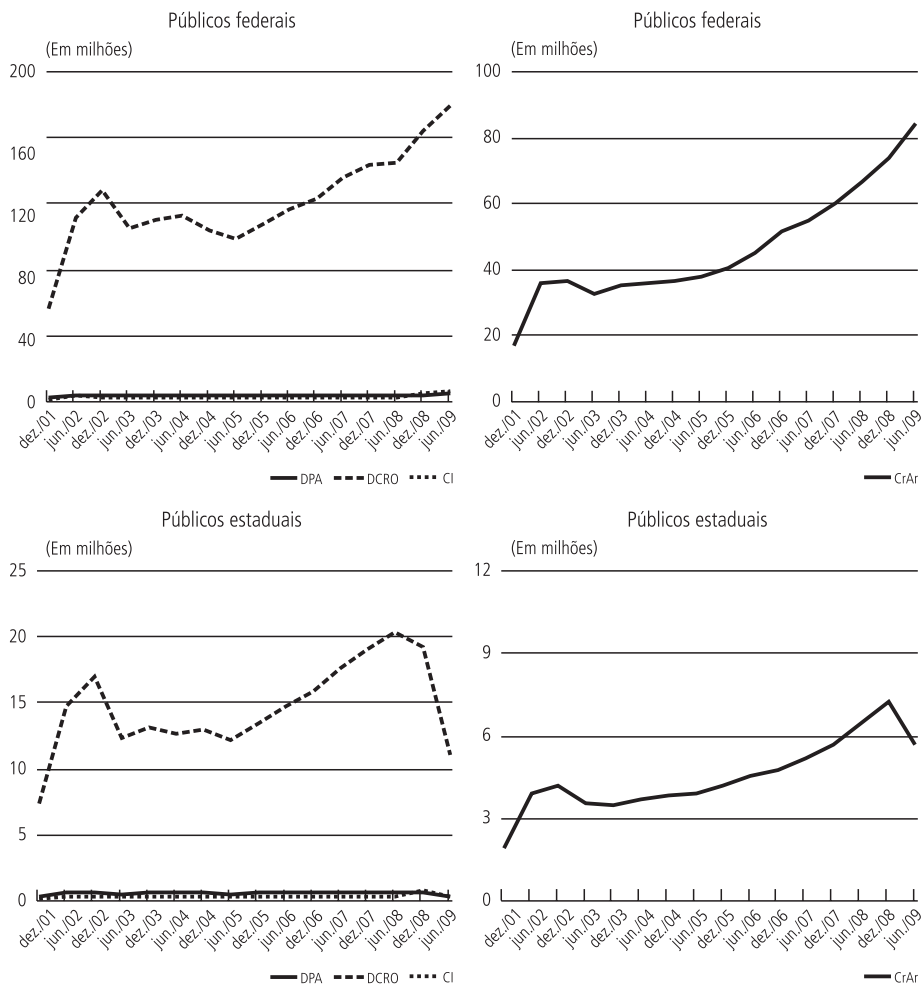 Públicos federais
(Em milhões)
200
160
120
80
40
0
dez./01 jun./02 dez./02 jun./03 dez./03 jun./04 dez./04 jun./05 dez./05 jun./06 dez./06 jun./07 dez./07 jun./08 dez./08 jun./09
DPA DCRO CI
Públicos federais
(Em milhões)
100
80
60
40
20
0
dez./01 jun./02 dez./02 jun./03 dez./03 jun./04 dez./04 jun./05 dez./05 jun./06 dez./06 jun./07 dez./07 jun./08 dez./08 jun./09
CrAr
Públicos estaduais
(Em milhões)
25
20
15
10
5
0
dez./01 jun./02 dez./02 jun./03 dez./03 jun./04 dez./04 jun./05 dez./05 jun./06 dez./06 jun./07 dez./07 jun./08 dez./08 jun./09
DPA DCRO CI
Públicos estaduais
(Em milhões)
12
9
6
3
0
dez./01 jun./02 dez./02 jun./03 dez./03 jun./04 dez./04 jun./05 dez./05 jun./06 dez./06 jun./07 dez./07 jun./08 dez./08 jun./09
CrAr